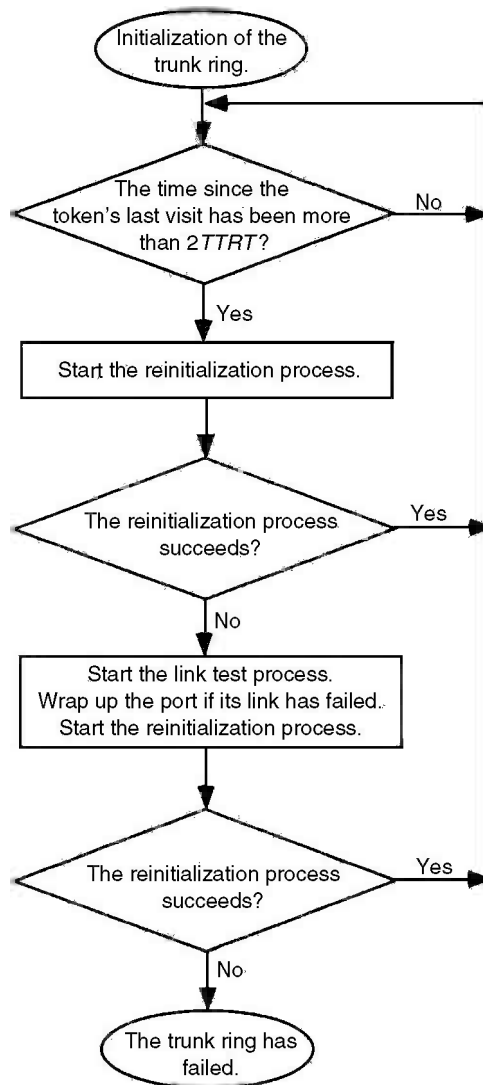 Initialization of the
trunk ring.
The time since the
token's last visit has been more
than 2TTRT?
No
Yes
Start the reinitialization process.
The reinitialization process
succeeds?
Yes
No
Start the link test process.
Wrap up the port if its link has failed.
Start the reinitialization process.
The reinitialization process
succeeds?
Yes
No
The trunk ring has
failed.